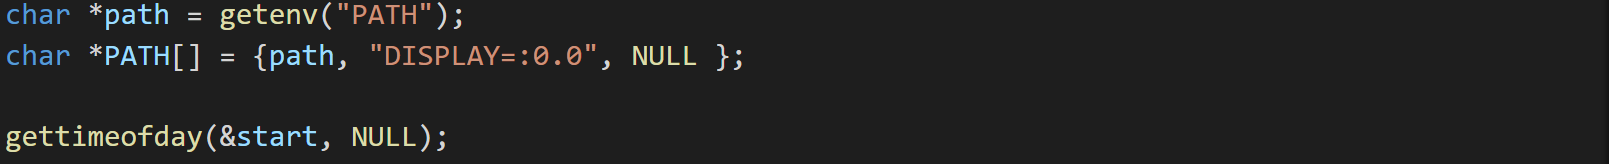 char *path = getenv("PATH");
char *PATH[] = {path, "DISPLAY=:0.0", NULL };
gettimeofday(&start, NULL);